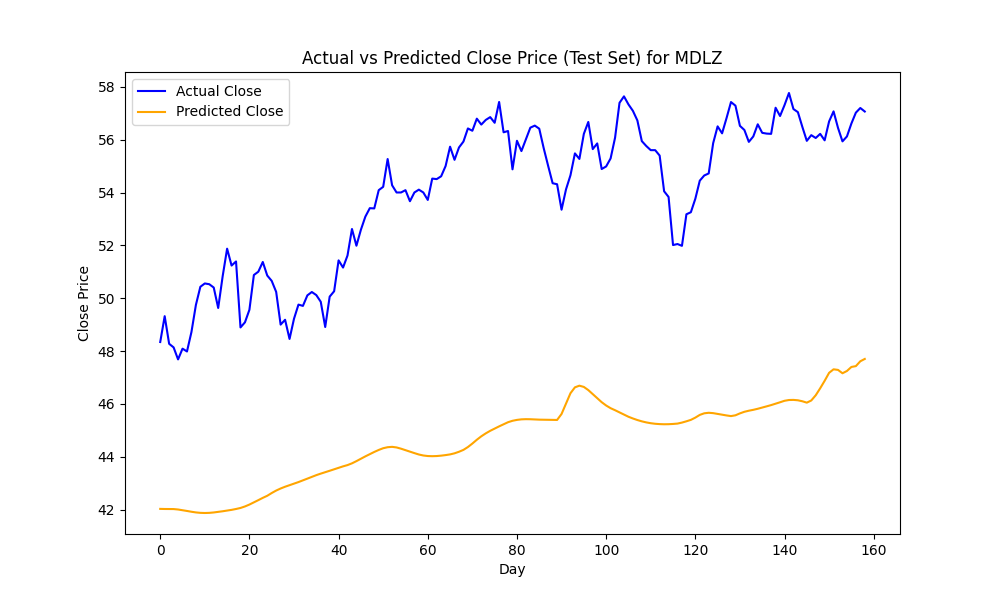 Actual vs Predicted Close Price (Test Set) for MDLZ
Actual Close
Predicted Close
Close Price
58
56
54
52
50
48
46
44
42
0 20 40 60 80 100 120 140 160
Day